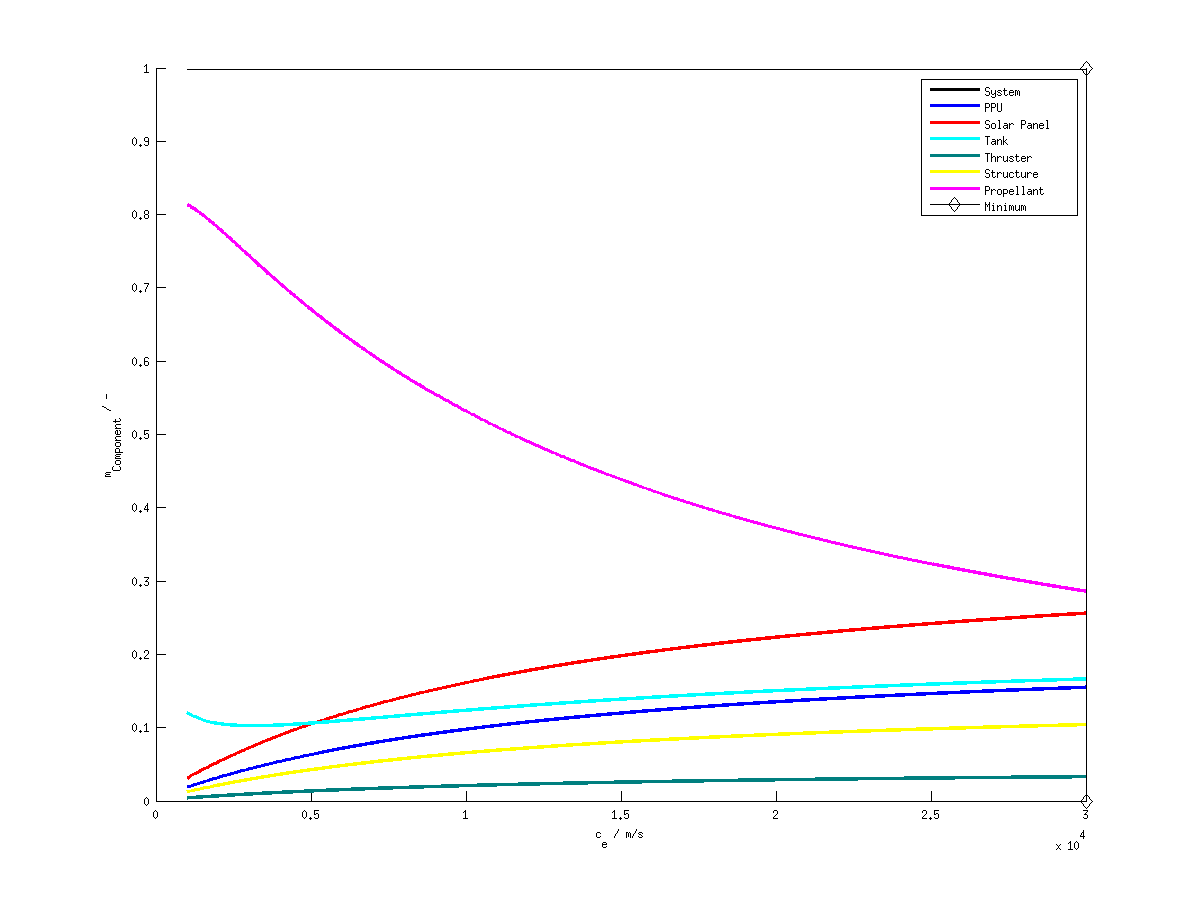 1
0.9
0.8
0.7
0.6
0.5
0.4
0.3
0.2
0.1
0
m_Component / -
System
PPU
Solar Panel
Tank
Thruster
Structure
Propellant
Minimum
0 0.5 1 1.5 2 2.5 3
c_e / m/s
x 10^4